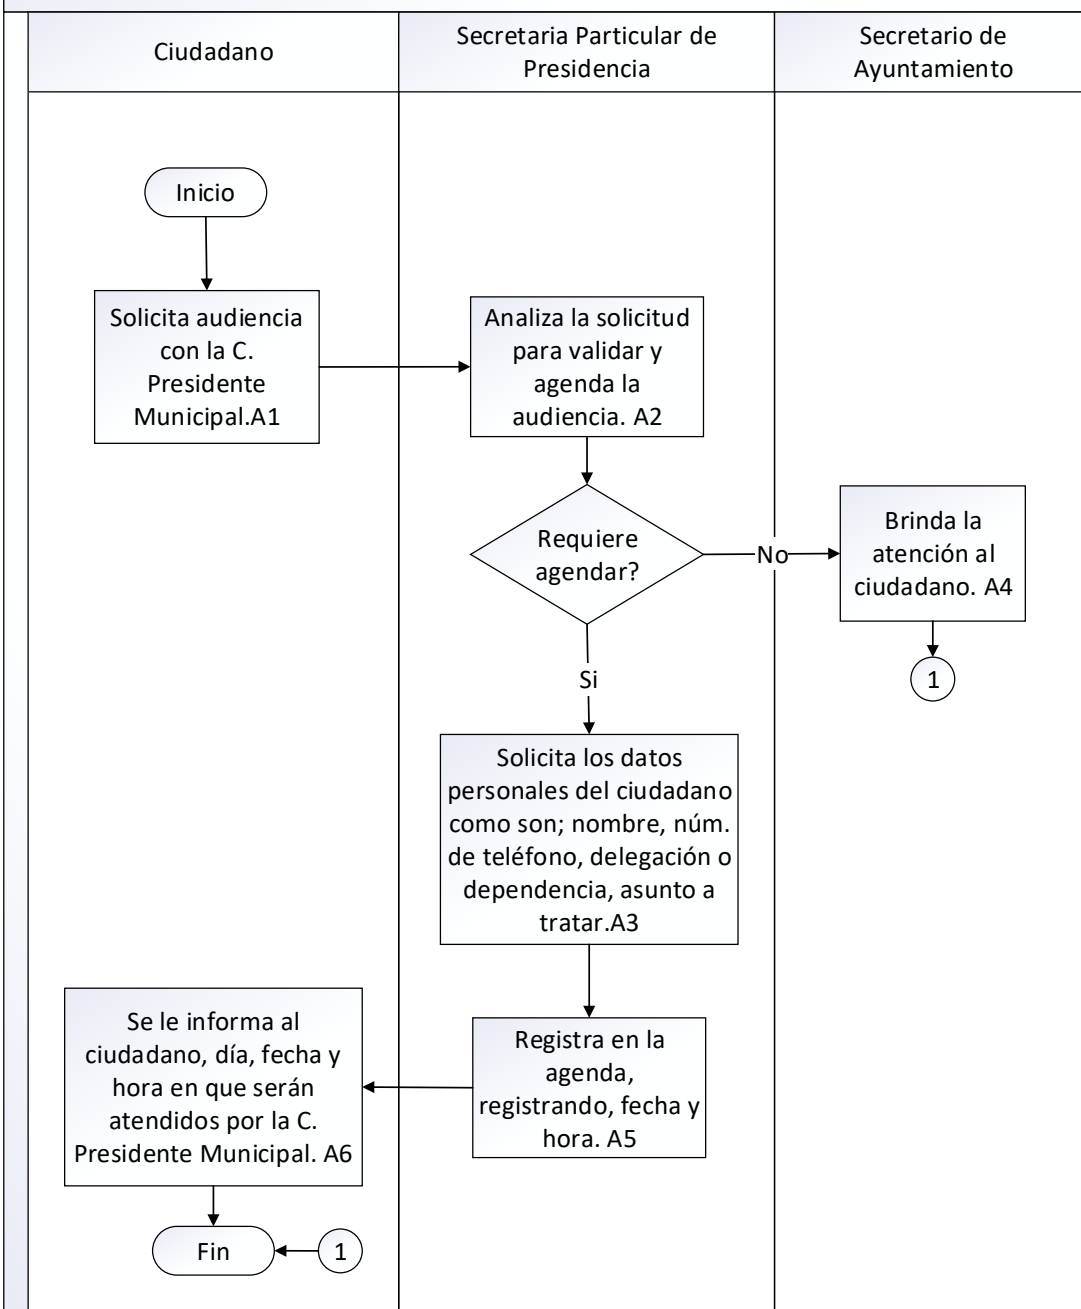 Ciudadano
Secretaria Particular de
Presidencia
Secretario de
Ayuntamiento
Inicio
Solicita audiencia
con la C.
Presidente
Municipal.A1
Analiza la solicitud
para validar y
agenda la
audiencia. A2
Requiere
agendar?
No
Brinda la
atención al
ciudadano. A4
1
Si
Solicita los datos
personales del ciudadano
como son; nombre, núm.
de teléfono, delegación o
dependencia, asunto a
tratar.A3
Registra en la
agenda,
registrando, fecha y
hora. A5
Se le informa al
ciudadano, día, fecha y
hora en que serán
atendidos por la C.
Presidente Municipal. A6
Fin
1